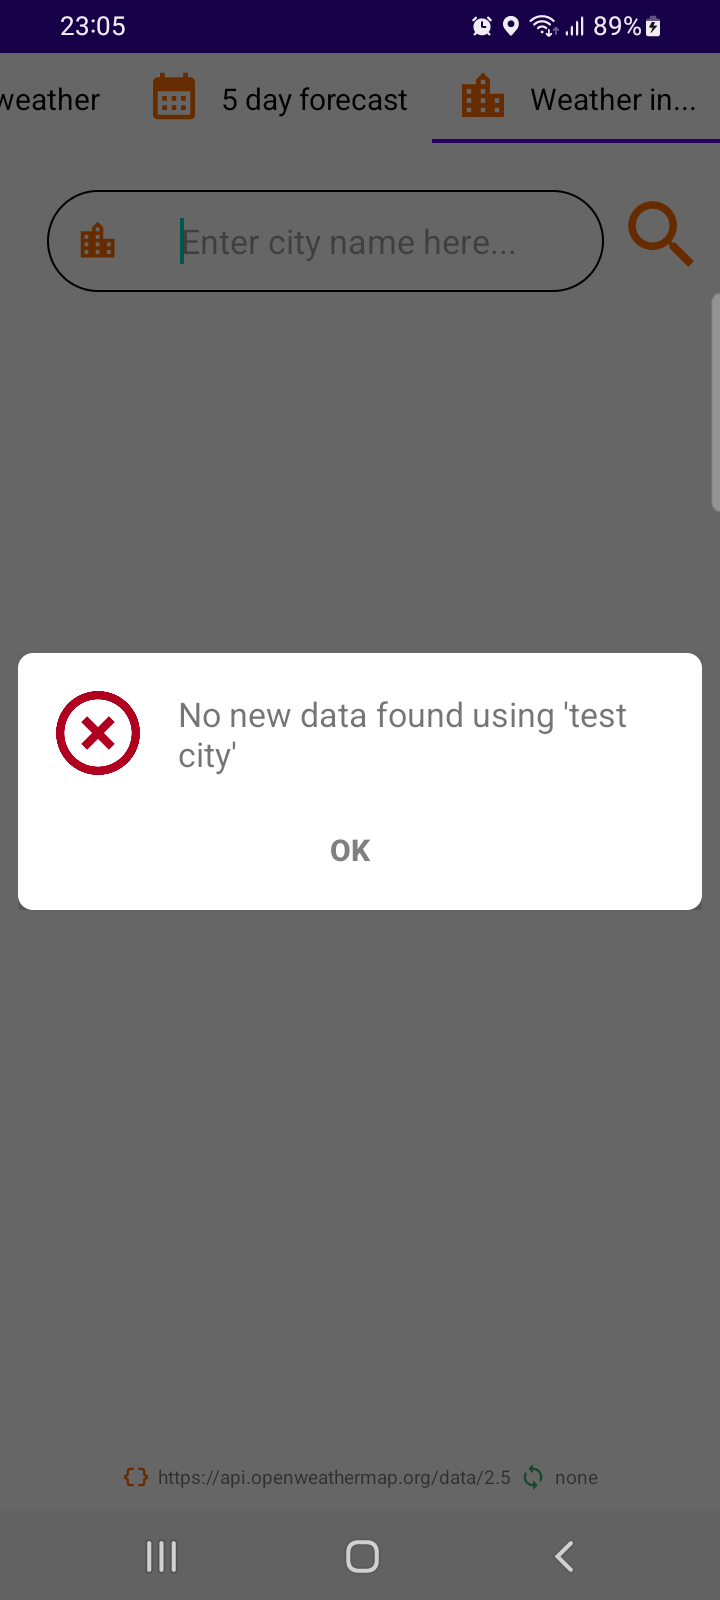 23:05 89%
weather 5 day forecast Weather in...
Enter city name here...
No new data found using 'test
city'
OK
https://api.openweathermap.org/data/2.5 none